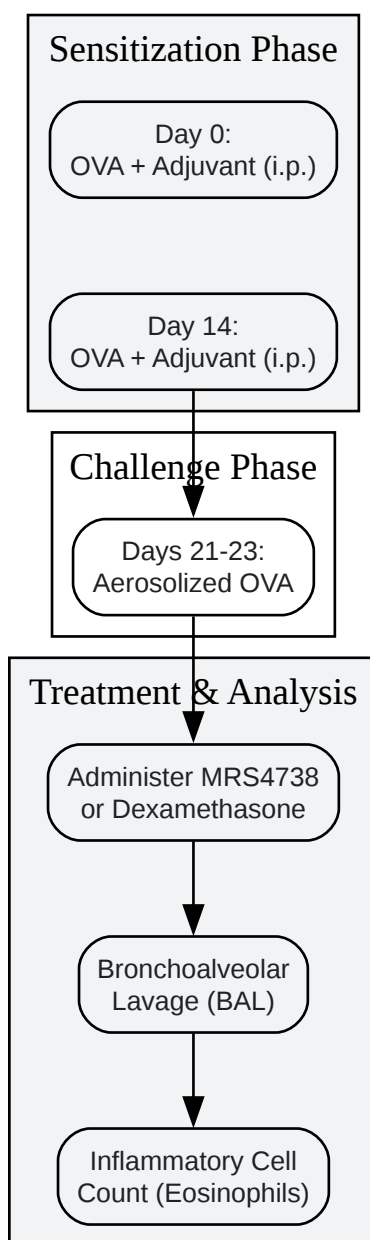 Sensitization Phase
Day 0:
OVA + Adjuvant (i.p.)
Day 14:
OVA + Adjuvant (i.p.)
Challenge Phase
Days 21-23:
Aerosolized OVA
Treatment & Analysis
Administer MRS4738
or Dexamethasone
Bronchoalveolar
Lavage (BAL)
Inflammatory Cell
Count (Eosinophils)